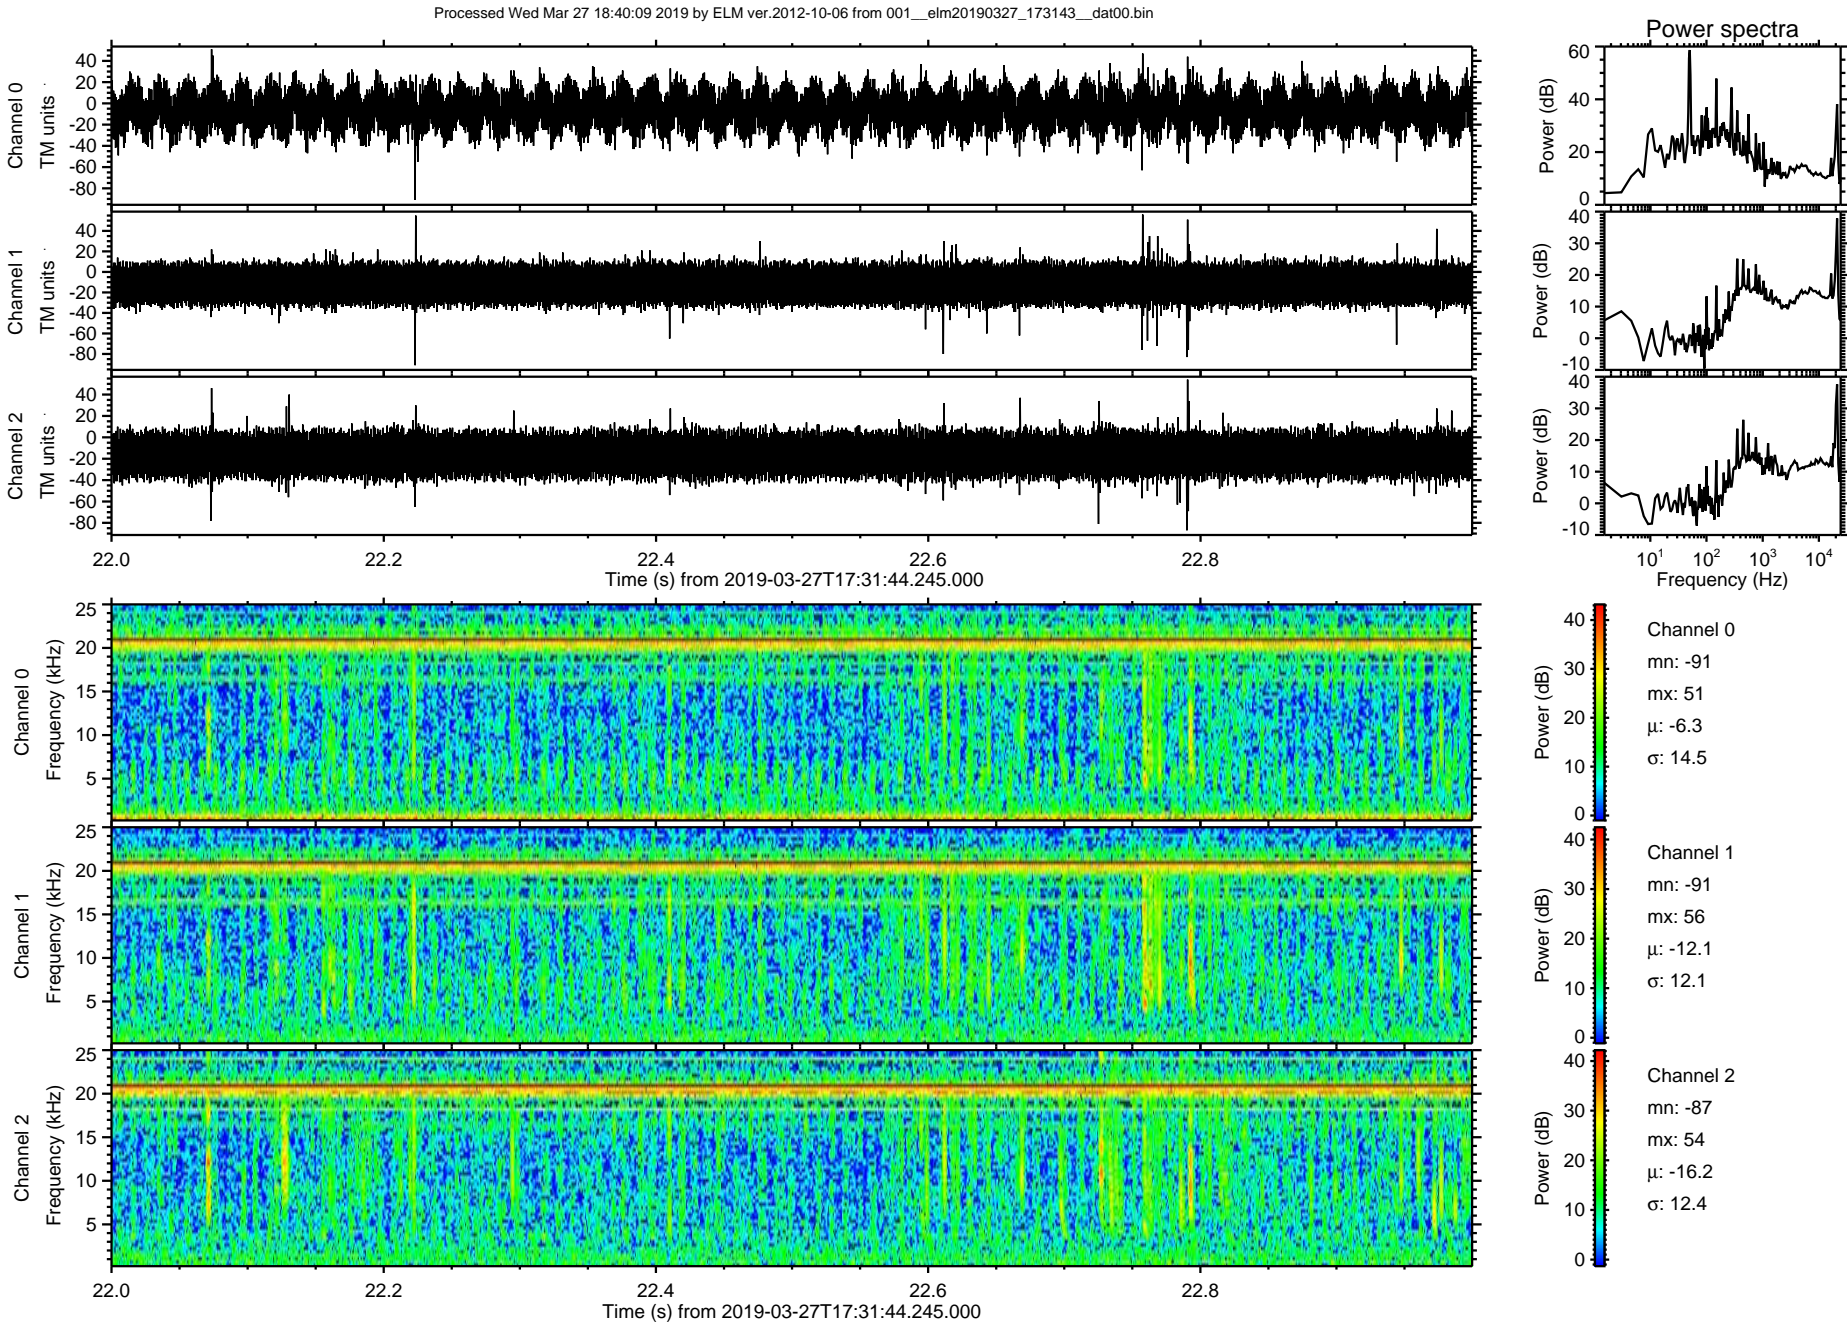 Processed Wed Mar 27 18:40:09 2019 by ELM ver.2012-10-06 from 001__elm20190327_173143__dat00.bin
Power spectra
Channel 0
TM units
40
20
0
-20
-40
-60
-80
Power (dB)
60
40
20
0
Channel 1
TM units
40
20
0
-20
-40
-60
-80
Power (dB)
40
30
20
10
0
-10
Channel 2
TM units
40
20
0
-20
-40
-60
-80
Power (dB)
40
30
20
10
0
-10
22.0 22.2 22.4 22.6 22.8
Time (s) from 2019-03-27T17:31:44.245.000
10¹ 10² 10³ 10⁴
Frequency (Hz)
Channel 0
Frequency (kHz)
25
20
15
10
5
Power (dB)
40
30
20
10
0
Channel 0
mn: -91
mx: 51
μ: -6.3
σ: 14.5
Channel 1
Frequency (kHz)
25
20
15
10
5
Power (dB)
40
30
20
10
0
Channel 1
mn: -91
mx: 56
μ: -12.1
σ: 12.1
Channel 2
Frequency (kHz)
25
20
15
10
5
Power (dB)
40
30
20
10
0
Channel 2
mn: -87
mx: 54
μ: -16.2
σ: 12.4
22.0 22.2 22.4 22.6 22.8
Time (s) from 2019-03-27T17:31:44.245.000